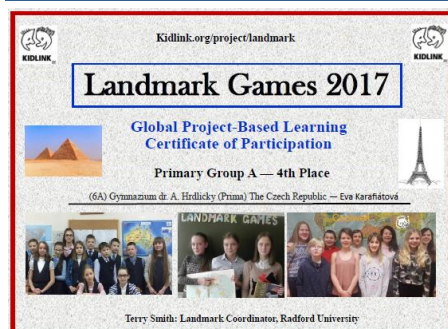 Kidlink.org/project/landmark
KIDLINK
KIDLINK
Landmark Games 2017
Global Project-Based Learning
Certificate of Participation
Primary Group A — 4th Place
(6A) Gymnazium dr. A. Hrdlicky (Prima) The Czech Republic — Eva Karafiátová
LANDMARK GAMES
Terry Smith: Landmark Coordinator, Radford University